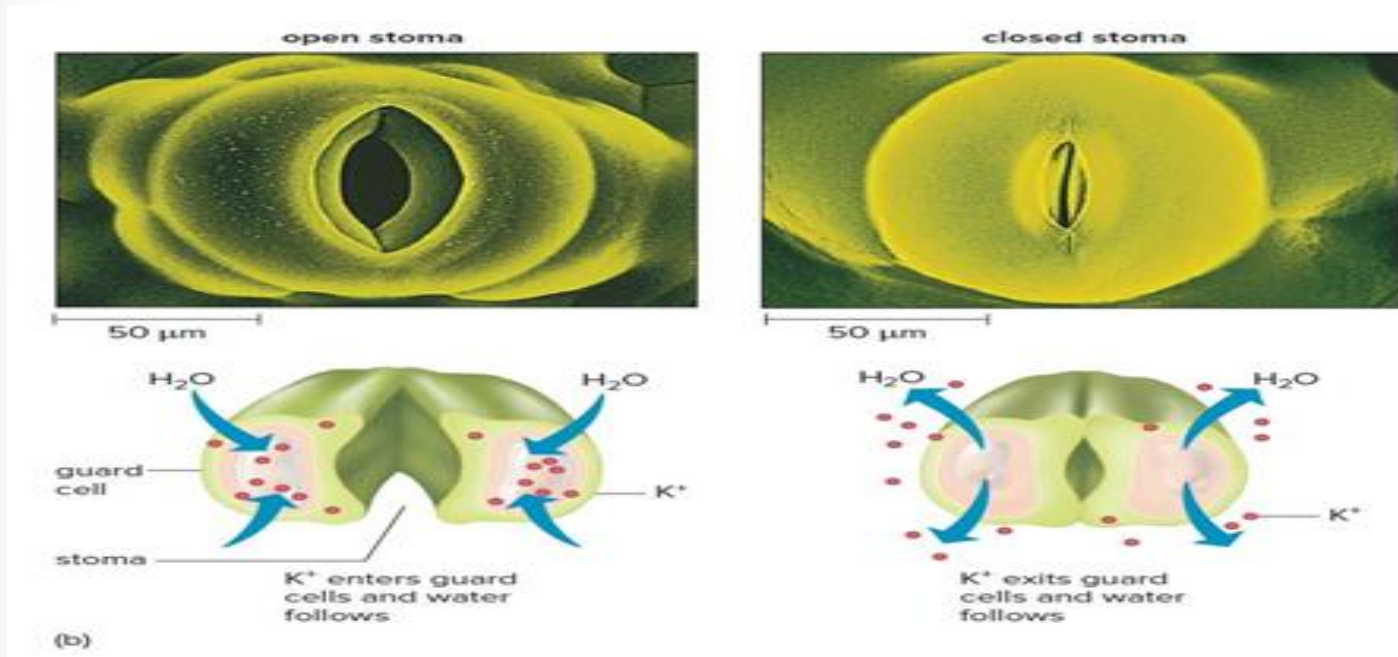 open stoma
closed stoma
50 µm
50 µm
H₂O
H₂O
guard
cell
K⁺
stoma
K⁺ enters guard
cells and water
follows
H₂O
H₂O
K⁺
K⁺ exits guard
cells and water
follows
(b)